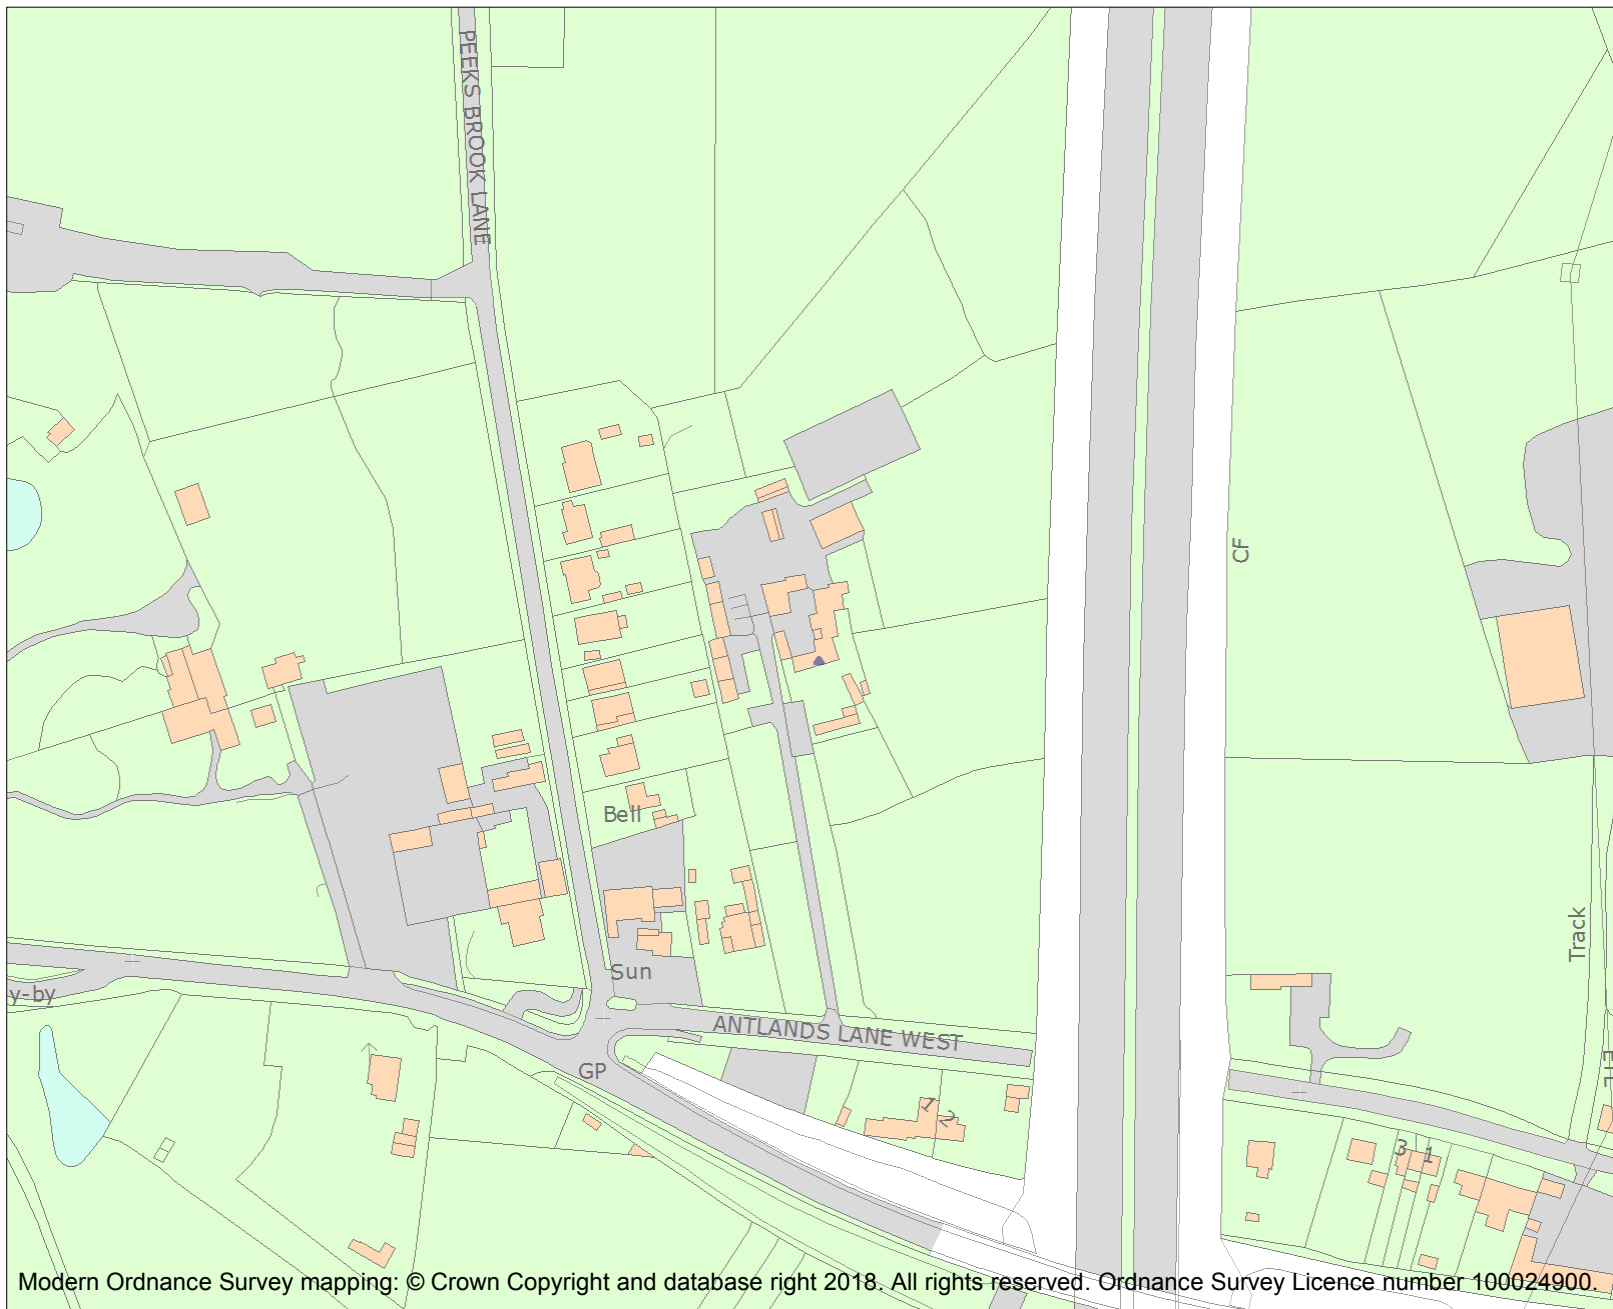 PEEKS BROOK LANE
CF
Bell
Track
Sun
y-by
ANTLANDS LANE WEST
GP
1
2
3
1
Modern Ordnance Survey mapping: © Crown Copyright and database right 2018. All rights reserved. Ordnance Survey Licence number 100024900.